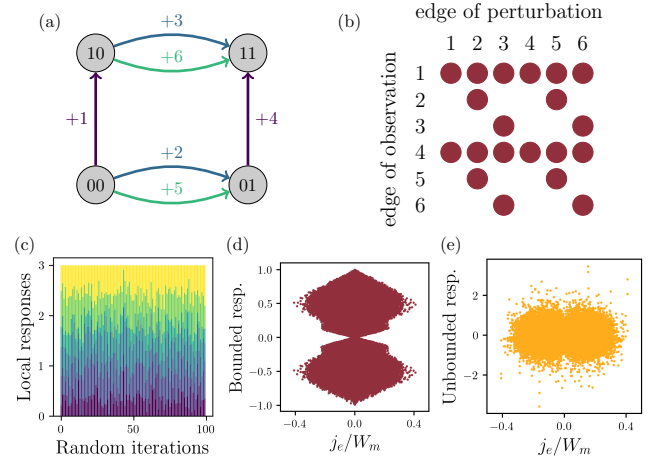 (a)
+3
10
11
+6
+1
+4
+2
00
01
+5
(b)
edge of perturbation
1 2 3 4 5 6
edge of observation
1
2
3
4
5
6
(c)
Local responses
3
2
1
0
0 50 100
Random iterations
(d)
Bounded resp.
1.0
0.5
0.0
−0.5
−1.0
−0.4 0.0 0.4
j_e/W_m
(e)
Unbounded resp.
2
0
−2
−0.4 0.0 0.4
j_e/W_m